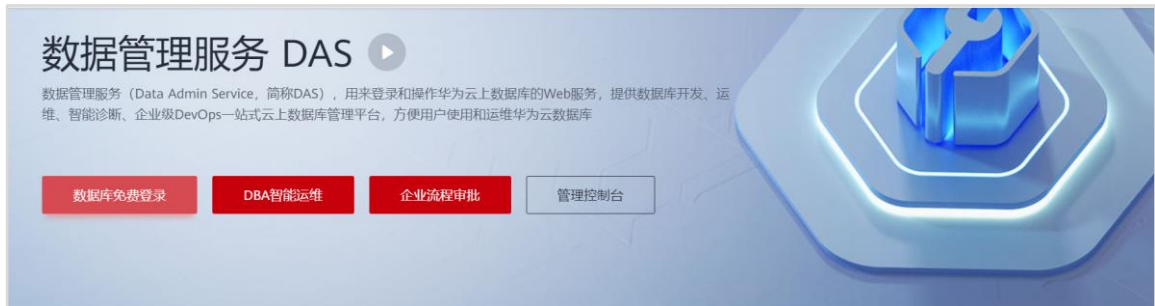 数据管理服务 DAS
数据管理服务（Data Admin Service，简称DAS），用来登录和操作华为云上数据库的Web服务，提供数据库开发、运
维、智能诊断、企业级DevOps一站式云上数据库管理平台，方便用户使用和运维华为云数据库
数据库免费登录
DBA智能运维
企业流程审批
管理控制台